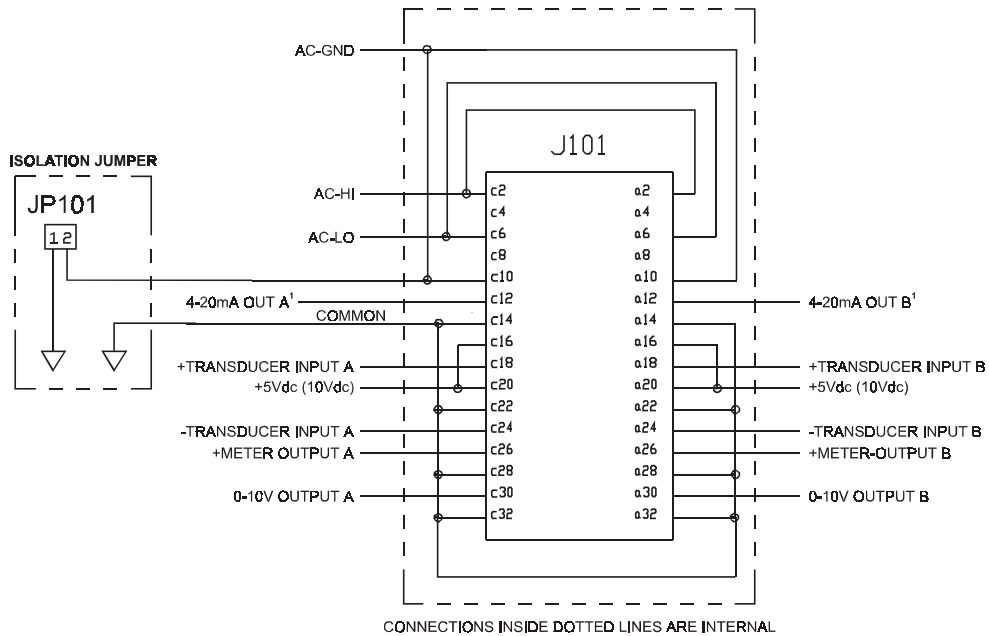 AC-GND
J101
ISOLATION JUMPER
JP101
1 2
AC-HI
AC-LO
c2 a2
c4 a4
c6 a6
c8 a8
c10 a10
4-20mA OUT A¹ c12 a12 4-20mA OUT B¹
COMMON c14 a14
c16 a16
+TRANSDUCER INPUT A c18 a18 +TRANSDUCER INPUT B
+5Vdc (10Vdc) c20 a20 +5Vdc (10Vdc)
c22 a22
-TRANSDUCER INPUT A c24 a24 -TRANSDUCER INPUT B
+METER OUTPUT A c26 a26 +METER-OUTPUT B
c28 a28
0-10V OUTPUT A c30 a30 0-10V OUTPUT B
c32 a32
CONNECTIONS INSIDE DOTTED LINES ARE INTERNAL